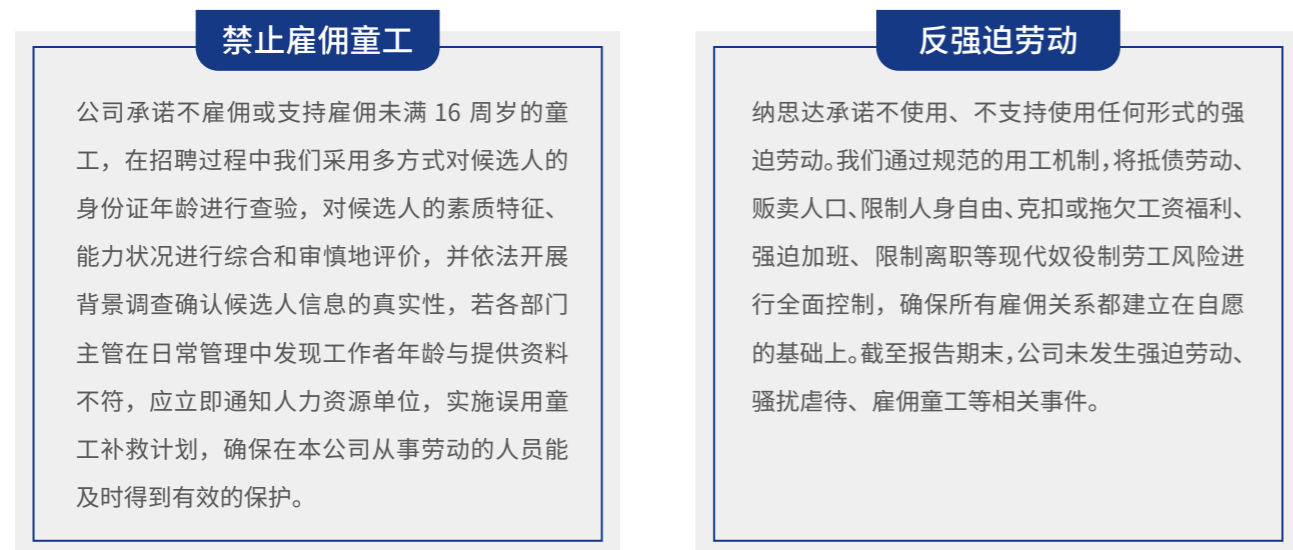 禁止雇佣童工
公司承诺不雇佣或支持雇佣未满 16 周岁的童
工，在招聘过程中我们采用多方式对候选人的
身份证年龄进行查验，对候选人的素质特征、
能力状况进行综合和审慎地评价，并依法开展
背景调查确认候选人信息的真实性，若各部门
主管在日常管理中发现工作者年龄与提供资料
不符，应立即通知人力资源单位，实施误用童
工补救计划，确保在本公司从事劳动的人员能
及时得到有效的保护。
反强迫劳动
纳思达承诺不使用、不支持使用任何形式的强
迫劳动。我们通过规范的用工机制，将抵债劳动、
贩卖人口、限制人身自由、克扣或拖欠工资福利、
强迫加班、限制离职等现代奴役制劳工风险进
行全面控制，确保所有雇佣关系都建立在自愿
的基础上。截至报告期末，公司未发生强迫劳动、
骚扰虐待、雇佣童工等相关事件。